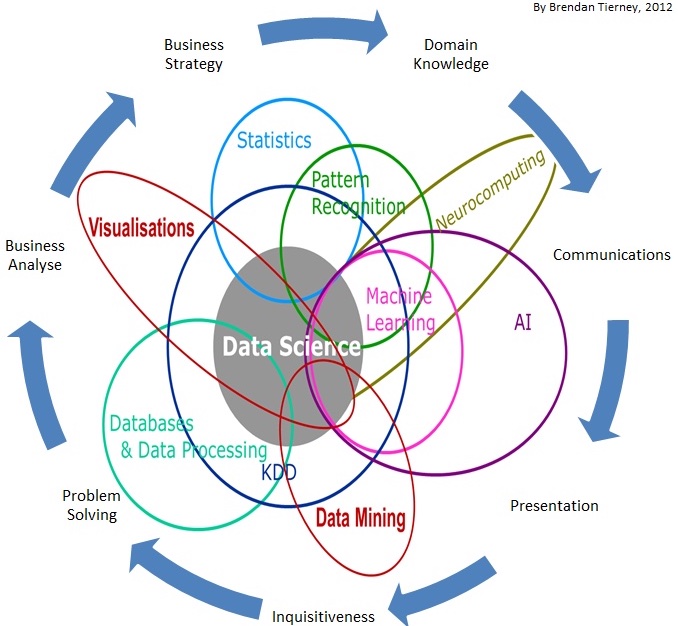 By Brendan Tierney, 2012
Business
Strategy
Domain
Knowledge
Statistics
Pattern
Recognition
Neurocomputing
Visualisations
Business
Analyse
Communications
Machine
Learning
AI
Data Science
Databases
& Data Processing
KDD
Problem
Solving
Data Mining
Presentation
Inquisitiveness